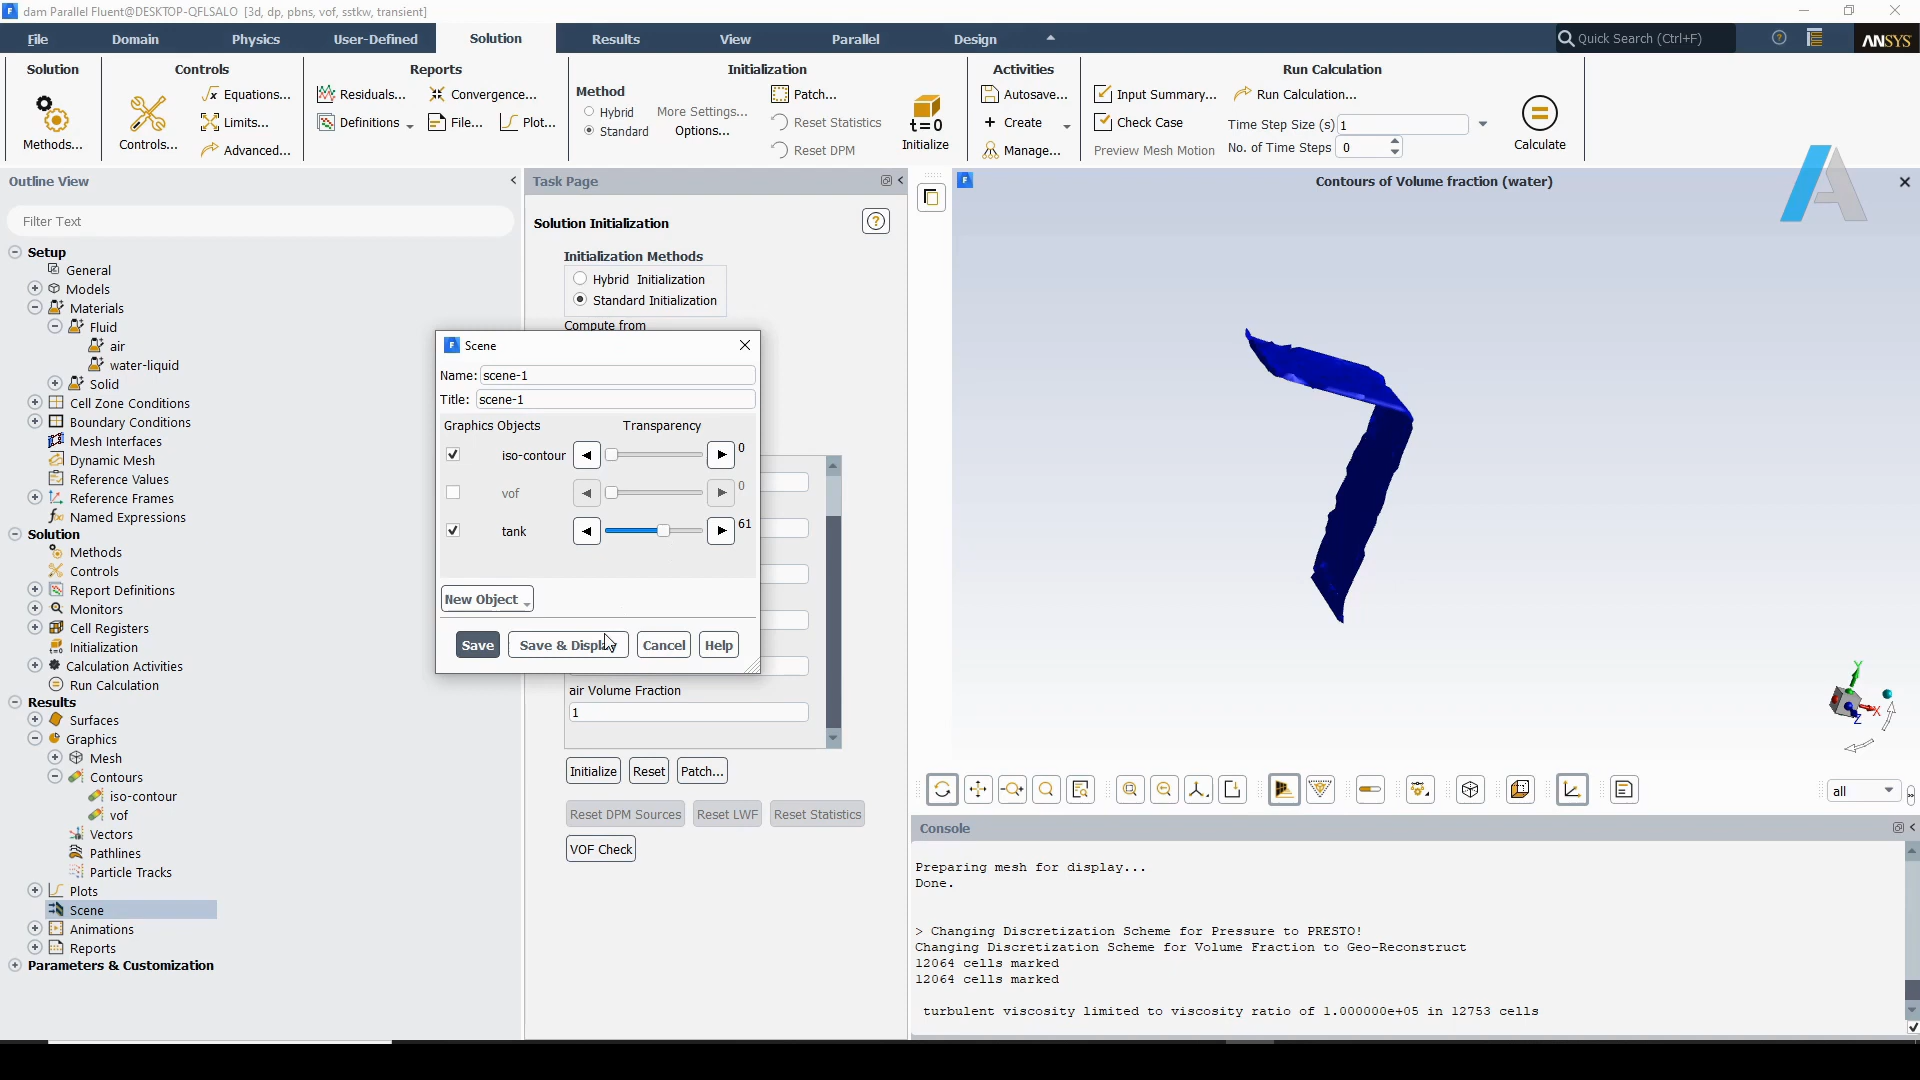 dam Parallel Fluent@DESKTOP-QFLSALO [3d, dp, pbns, vof, sstkw, transient]
File Domain Physics User-Defined Solution Results View Parallel Design Quick Search (Ctrl+F) ANSYS
Solution Controls Reports Initialization Activities Run Calculation
Methods...
Controls...
Equations...
Limits...
Advanced...
Residuals... Convergence...
Definitions File... Plot...
Method
Hybrid More Settings...
Standard Options...
Patch...
Reset Statistics
Reset DPM
t=0
Initialize
Autosave...
Create
Manage...
Input Summary... Run Calculation...
Check Case Time Step Size (s) 1
Preview Mesh Motion No. of Time Steps 0
Calculate
Outline View
Filter Text
Setup
General
Models
Materials
Fluid
air
water-liquid
Solid
Cell Zone Conditions
Boundary Conditions
Mesh Interfaces
Dynamic Mesh
Reference Values
Reference Frames
Named Expressions
Solution
Methods
Controls
Report Definitions
Monitors
Cell Registers
Initialization
Calculation Activities
Run Calculation
Results
Surfaces
Graphics
Mesh
Contours
iso-contour
vof
Vectors
Pathlines
Particle Tracks
Plots
Scene
Animations
Reports
Parameters & Customization
Task Page
Solution Initialization
Initialization Methods
Hybrid Initialization
Standard Initialization
Compute from
Scene
Name: scene-1
Title: scene-1
Graphics Objects Transparency
iso-contour 0
vof 0
tank 61
New Object
Save Save & Display Cancel Help
air Volume Fraction
1
Initialize Reset Patch...
Reset DPM Sources Reset LWF Reset Statistics
VOF Check
Contours of Volume fraction (water)
Y
X
Z
all
Console
Preparing mesh for display...
Done.
> Changing Discretization Scheme for Pressure to PRESTO!
Changing Discretization Scheme for Volume Fraction to Geo-Reconstruct
12064 cells marked
12064 cells marked
turbulent viscosity limited to viscosity ratio of 1.000000e+05 in 12753 cells